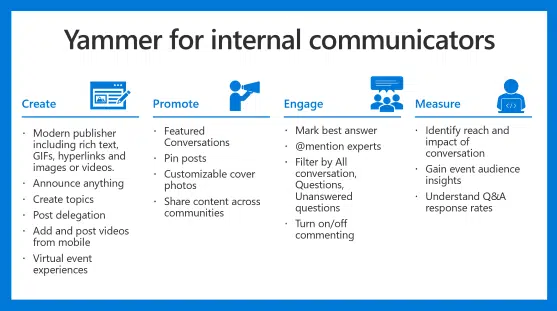 Yammer for internal communicators
Create
· Modern publisher
including rich text,
GIFs, hyperlinks and
images or videos.
· Announce anything
· Create topics
· Post delegation
· Add and post videos
from mobile
· Virtual event
experiences
Promote
· Featured
Conversations
· Pin posts
· Customizable cover
photos
· Share content across
communities
Engage
· Mark best answer
· @mention experts
· Filter by All
conversation,
Questions,
Unanswered
questions
· Turn on/off
commenting
Measure
· Identify reach and
impact of
conversation
· Gain event audience
insights
· Understand Q&A
response rates